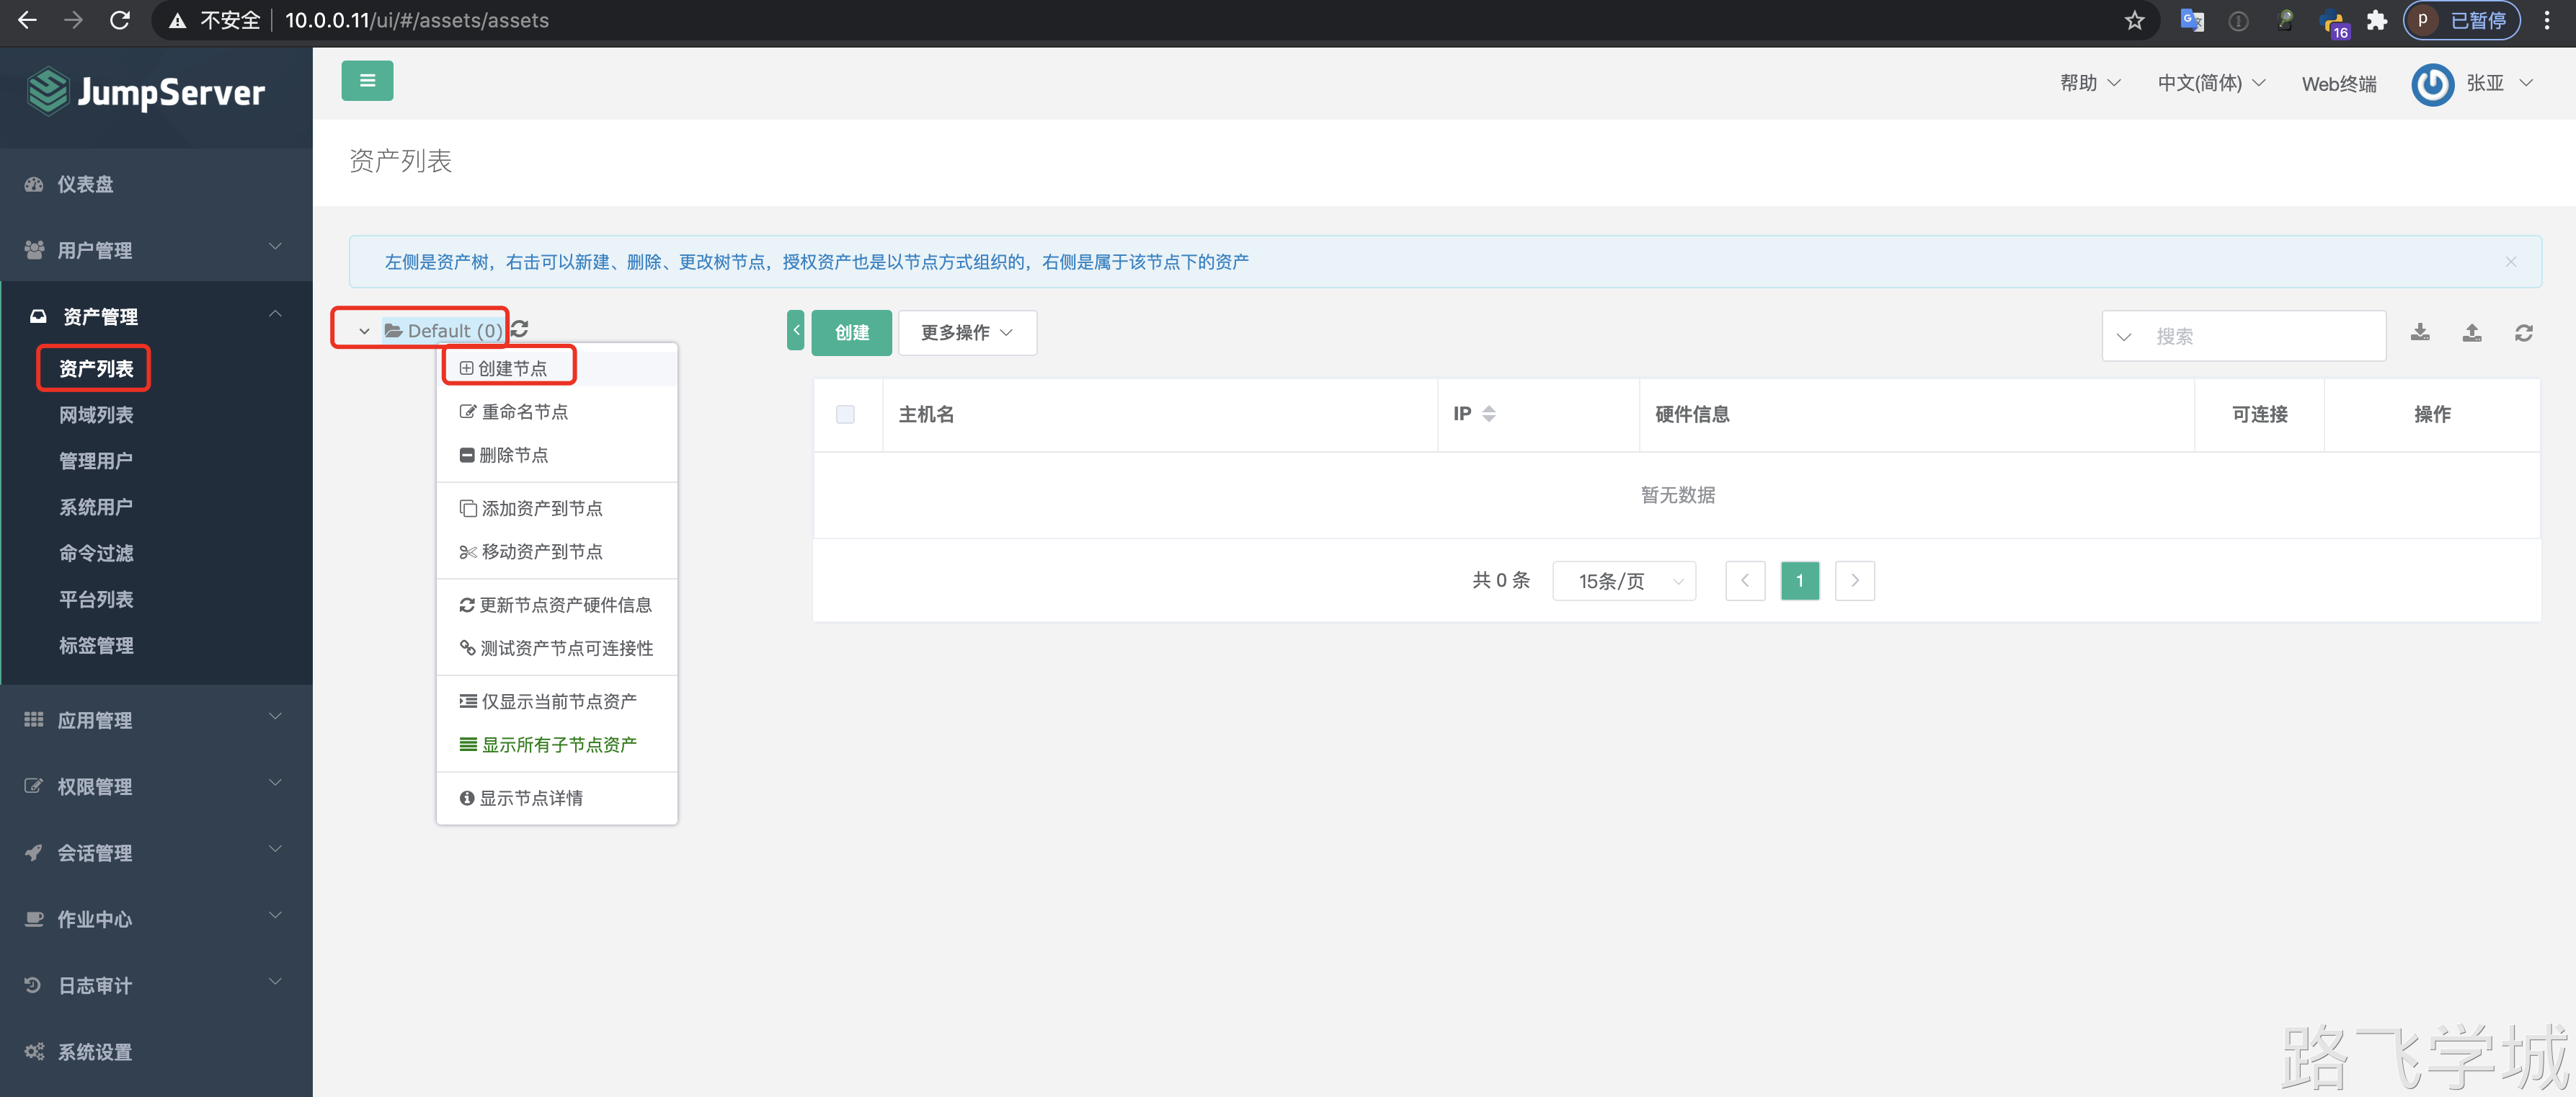 不安全 10.0.0.11/ui/#/assets/assets
16
p 已暂停
JumpServer
帮助 中文(简体) Web终端 张亚
资产列表
仪表盘
用户管理
资产管理
资产列表
网域列表
管理用户
系统用户
命令过滤
平台列表
标签管理
应用管理
权限管理
会话管理
作业中心
日志审计
系统设置
左侧是资产树，右击可以新建、删除、更改树节点，授权资产也是以节点方式组织的，右侧是属于该节点下的资产
Default (0)
创建节点
重命名节点
删除节点
添加资产到节点
移动资产到节点
更新节点资产硬件信息
测试资产节点可连接性
仅显示当前节点资产
显示所有子节点资产
显示节点详情
创建 更多操作 搜索
主机名 IP 硬件信息 可连接 操作
暂无数据
共 0 条 15条/页 1
路飞学城